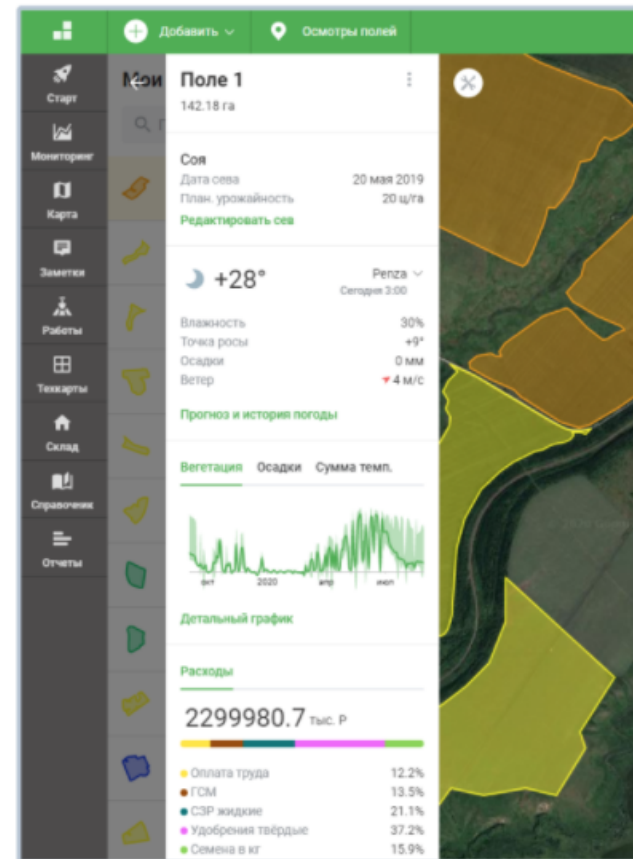 Добавить
Осмотры полей
Старт
Мониторинг
Карта
Заметки
Работы
Техкарты
Склад
Справочник
Отчеты
Мои
Поле 1
142.18 га
Соя
Дата сева 20 мая 2019
План. урожайность 20 ц/га
Редактировать сев
+28° Penza
Сегодня 3:00
Влажность 30%
Точка росы +9°
Осадки 0 мм
Ветер 4 м/с
Прогноз и история погоды
Вегетация Осадки Сумма темп.
окт 2020 апр июл
Детальный график
Расходы
2299980.7 тыс. Р
Оплата труда 12.2%
ГСМ 13.5%
СЗР жидкие 21.1%
Удобрения твёрдые 37.2%
Семена в кг 15.9%